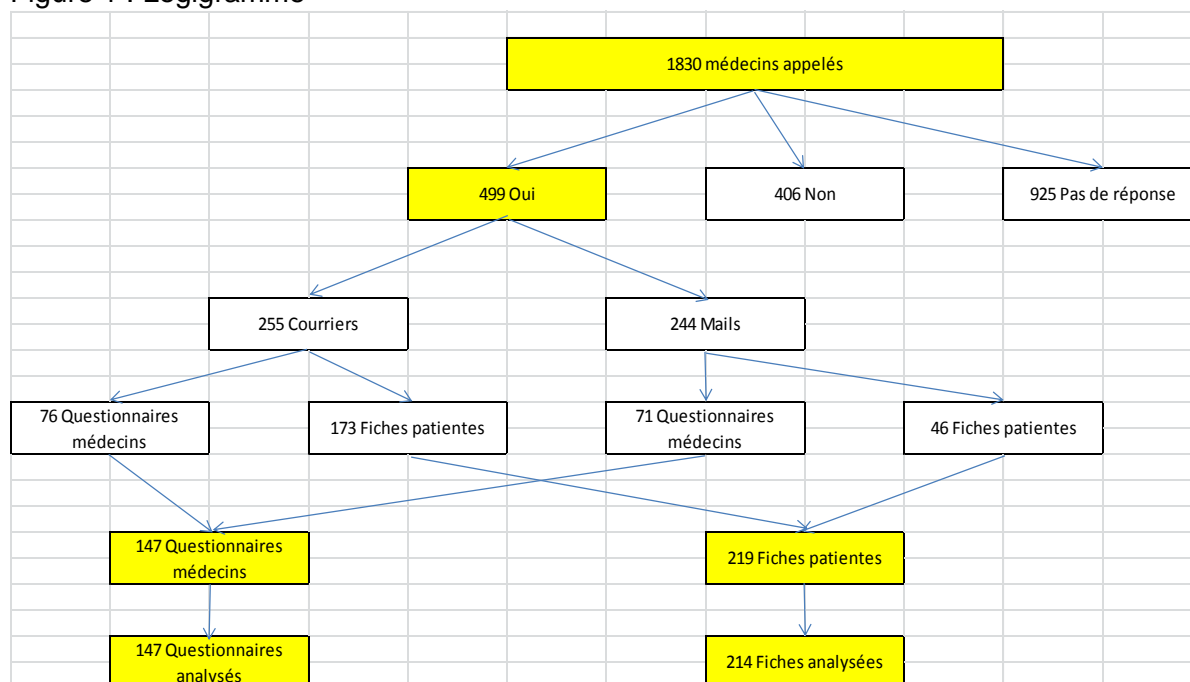 Figure 1 : Logigramme
1830 médecins appelés
499 Oui
406 Non
925 Pas de réponse
255 Courriers
244 Mails
76 Questionnaires
médecins
173 Fiches patientes
71 Questionnaires
médecins
46 Fiches patientes
147 Questionnaires
médecins
219 Fiches patientes
147 Questionnaires
analysés
214 Fiches analysées